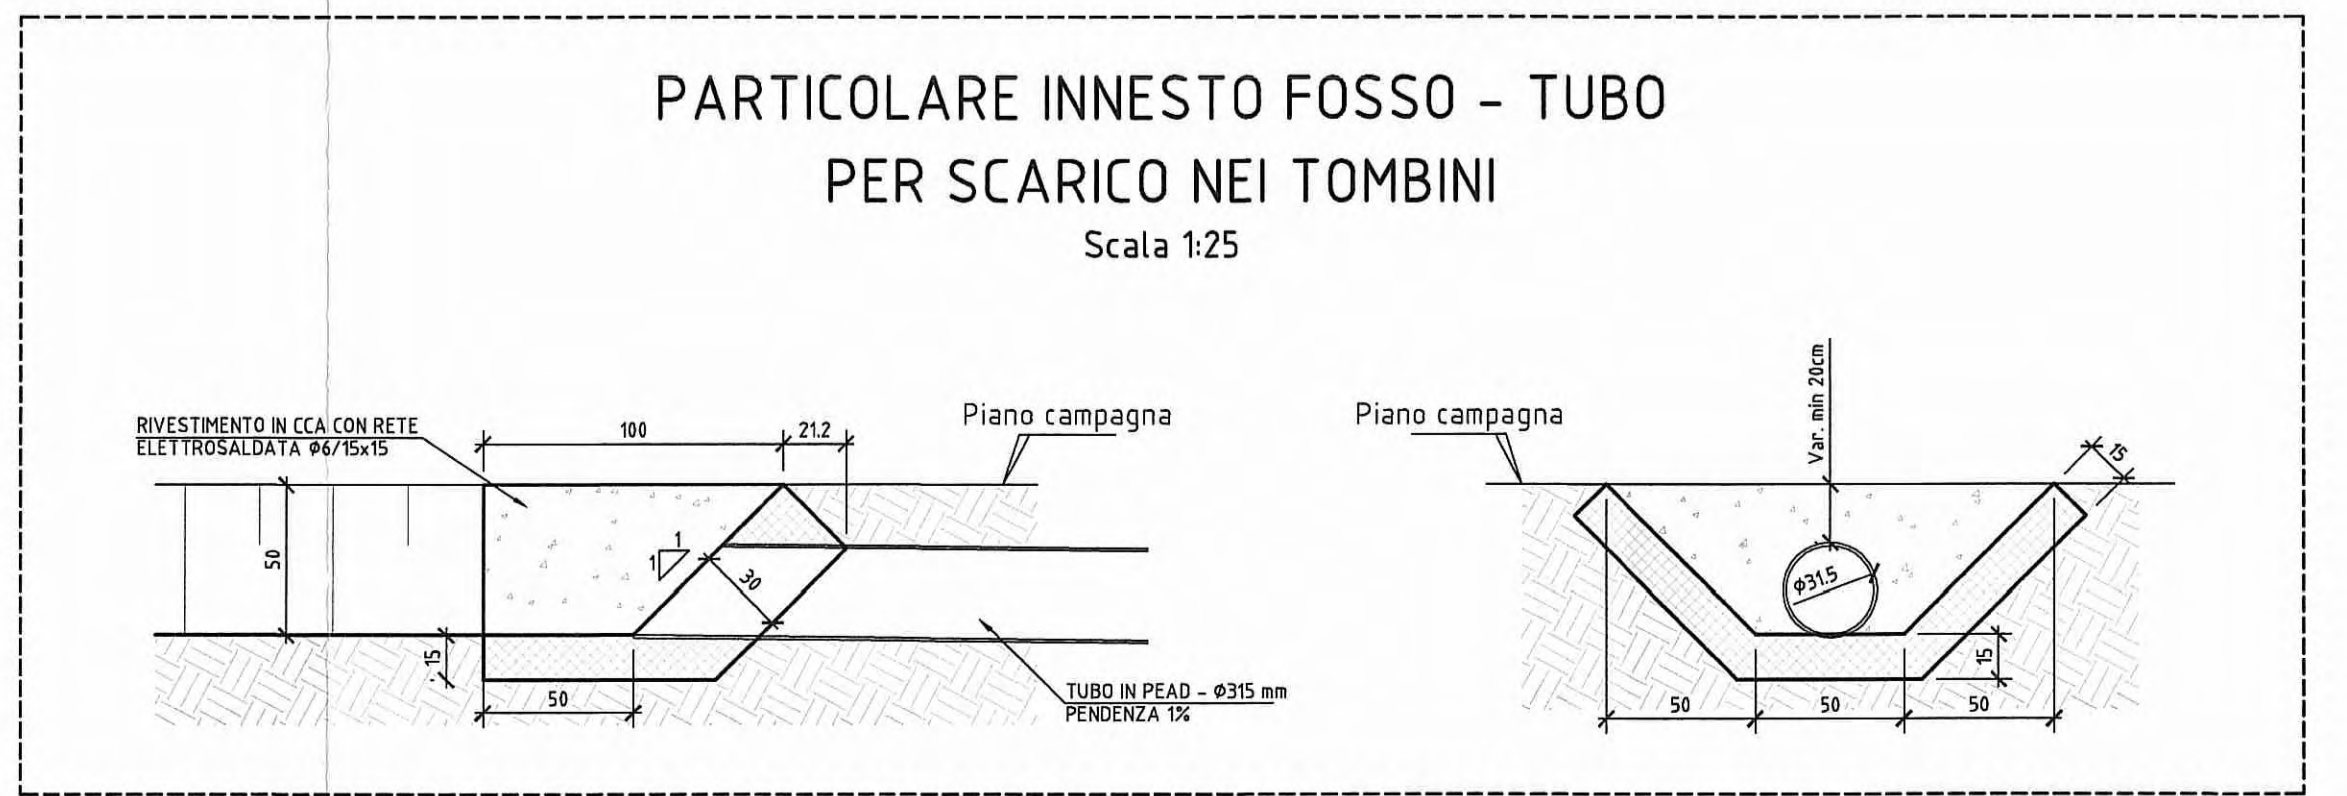 PARTICOLARE INNESTO FOSSO - TUBO
PER SCARICO NEI TOMBINI
Scala 1:25
RIVESTIMENTO IN CCA CON RETE
ELETTROSALDATA Φ6/15x15
100
21.2
Piano campagna
50
1
1
30
15
50
TUBO IN PEAD - Φ315 mm
PENDENZA 1%
Piano campagna
Var. min 20cm
15
Φ31.5
15
50
50
50